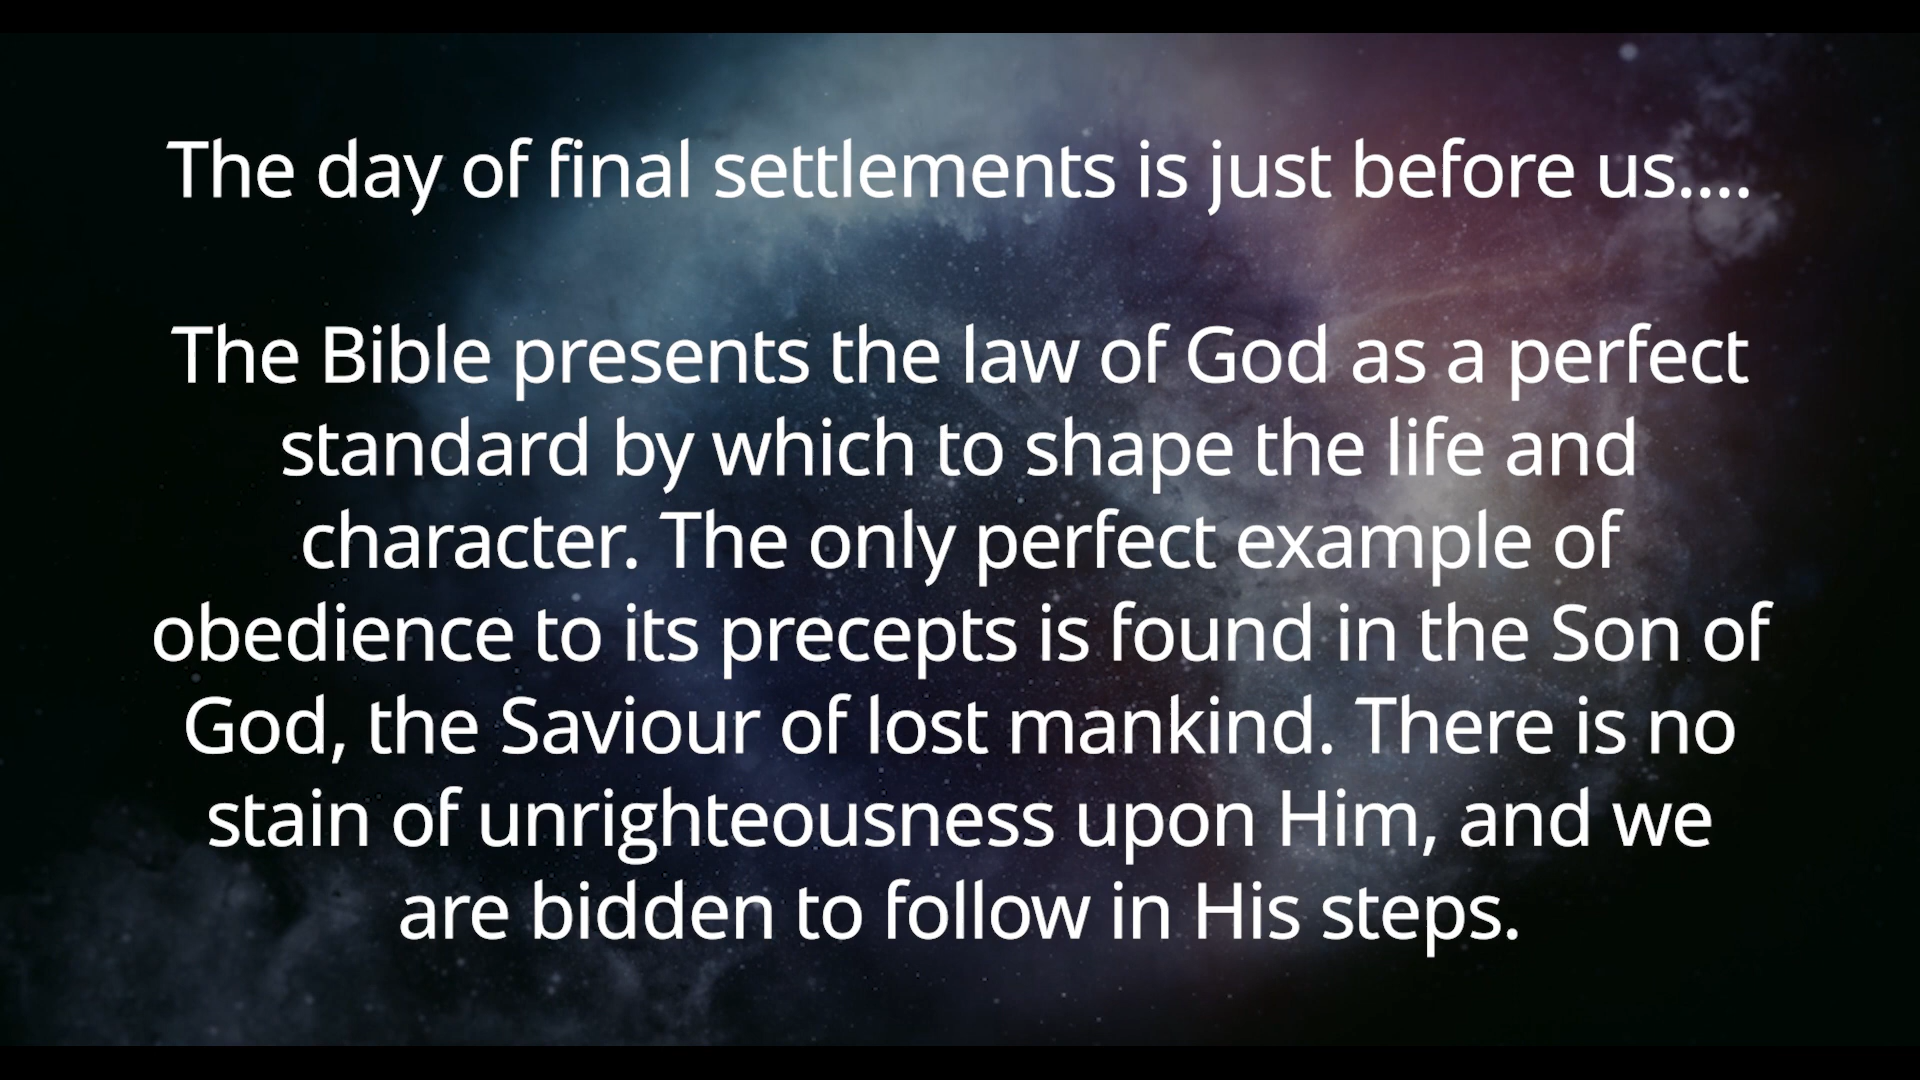 The day of final settlements is just before us....
The Bible presents the law of God as a perfect
standard by which to shape the life and
character. The only perfect example of
obedience to its precepts is found in the Son of
God, the Saviour of lost mankind. There is no
stain of unrighteousness upon Him, and we
are bidden to follow in His steps.